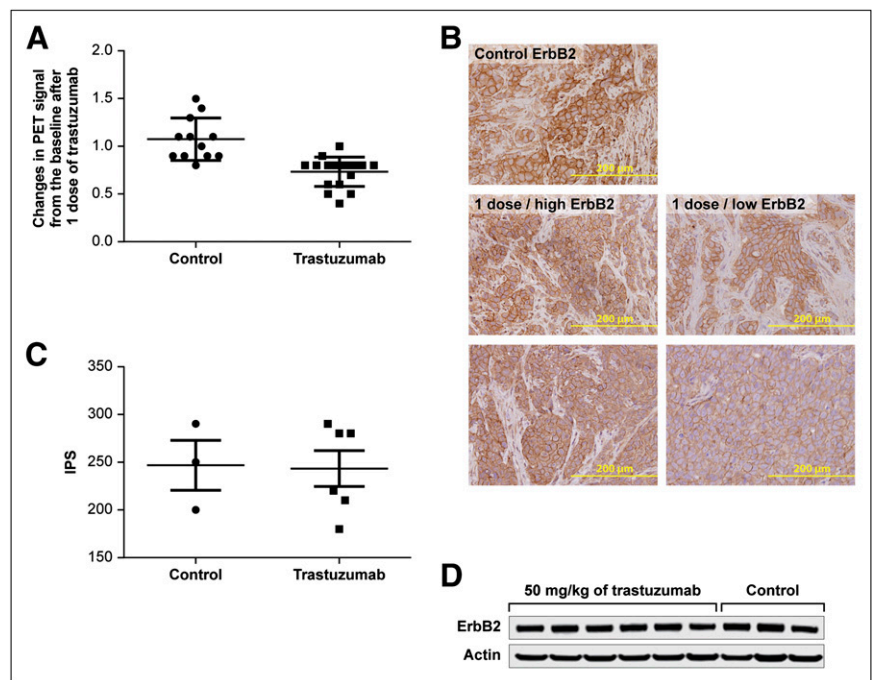 A
Changes in PET signal
from the baseline after
1 dose of trastuzumab
2.0
1.5
1.0
0.5
0.0
Control
Trastuzumab
B
Control ErbB2
200 µm
1 dose / high ErbB2
200 µm
1 dose / low ErbB2
200 µm
200 µm
200 µm
C
IPS
350
300
250
200
150
Control
Trastuzumab
D
50 mg/kg of trastuzumab
Control
ErbB2
Actin